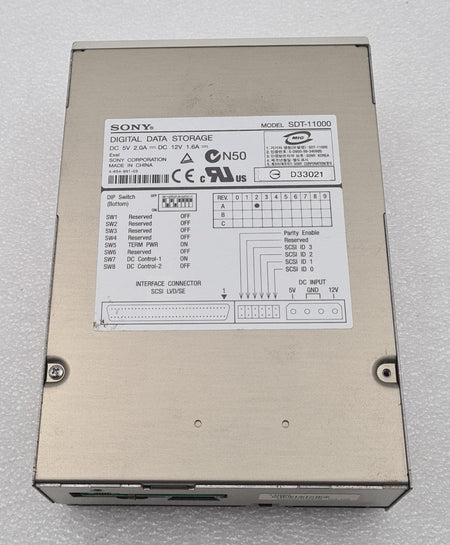 SONY®
MODEL SDT-11000
DIGITAL DATA STORAGE
DC 5V 2.0A DC 12V 1.6A
SONY CORPORATION
MADE IN CHINA
N50
MIC
C UL US
CE
D33021
DIP Switch
(Bottom)
SW1 Reserved OFF
SW2 Reserved OFF
SW3 Reserved OFF
SW4 Reserved OFF
SW5 TERM PWR ON
SW6 Reserved OFF
SW7 DC Control-1 ON
SW8 DC Control-2 OFF
REV. 0 1 2 3 4 5 6 7 8 9
A
B
C
Parity Enable
Reserved
SCSI ID 3
SCSI ID 2
SCSI ID 1
SCSI ID 0
INTERFACE CONNECTOR
SCSI LVD/SE
1
DC INPUT
5V GND 12V